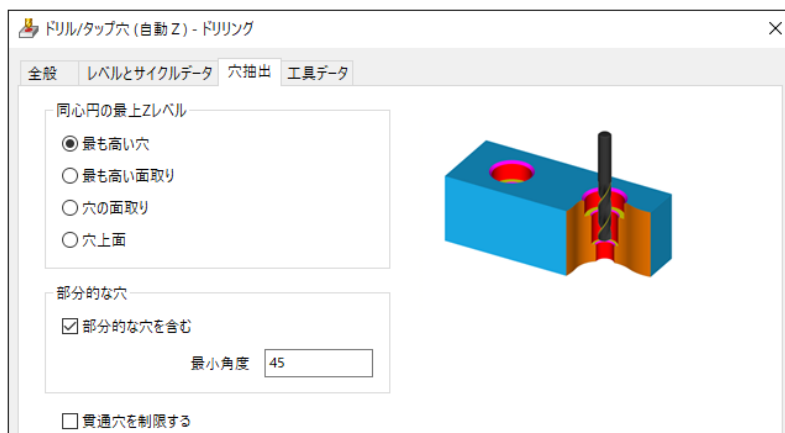 ドリル/タップ穴 (自動 Z ) - ドリリング
全般 レベルとサイクルデータ 穴抽出 工具データ
同心円の最上Zレベル
最も高い穴
最も高い面取り
穴の面取り
穴上面
部分的な穴
部分的な穴を含む
最小角度 45
貫通穴を制限する